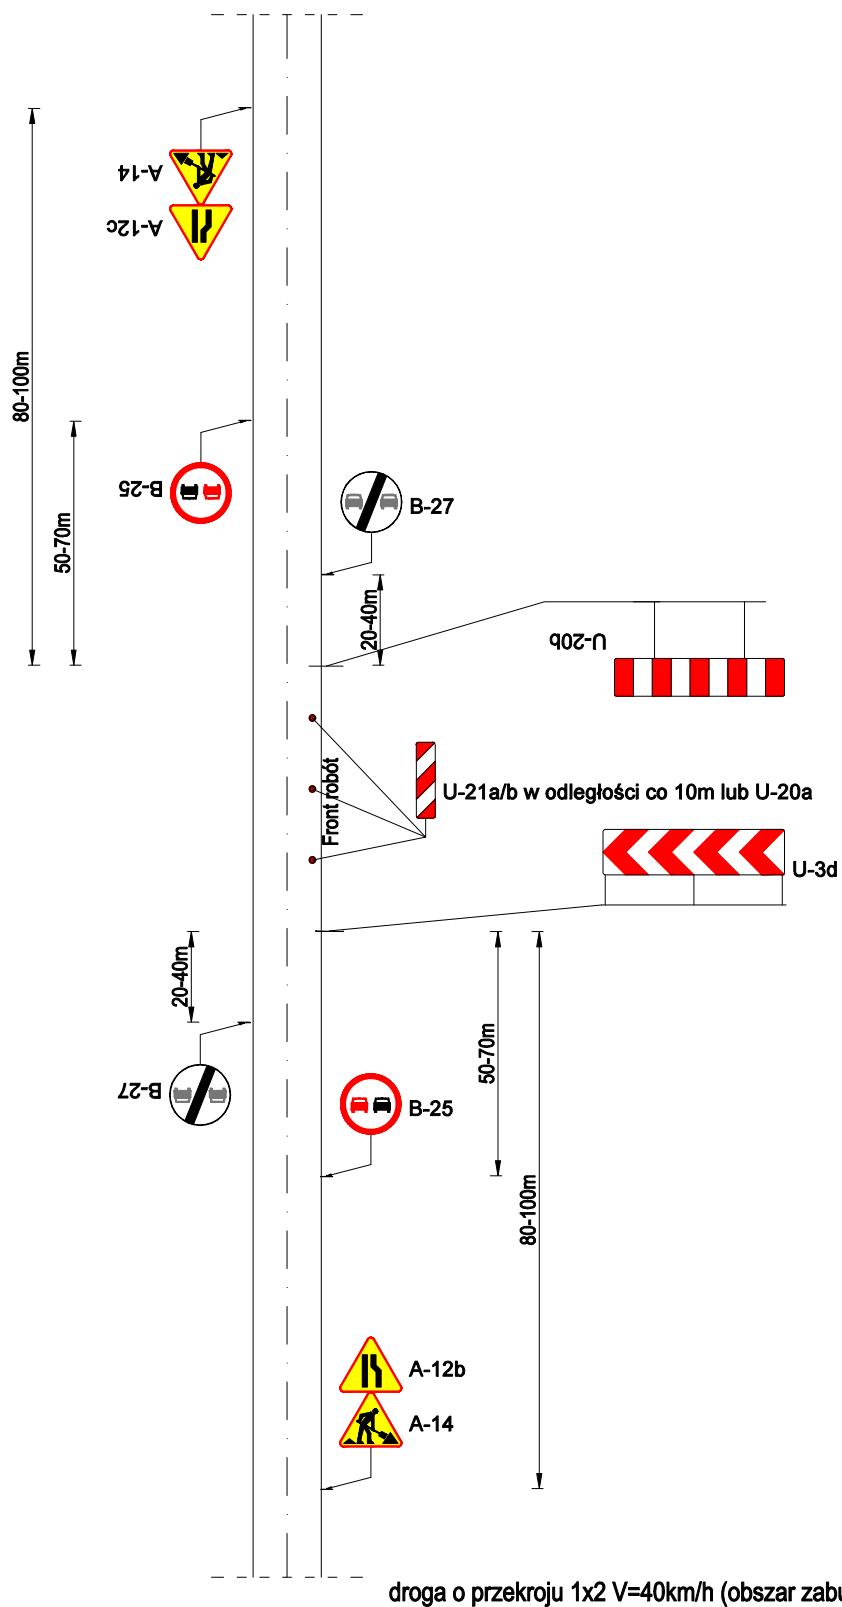 A-14
A-12c
80-100m
B-25
50-70m
B-27
20-40m
U-20b
Front robót
U-21a/b w odległości co 10m lub U-20a
U-3d
20-40m
B-27
50-70m
B-25
80-100m
A-12b
A-14
droga o przekroju 1x2 V=40km/h (obszar zabu